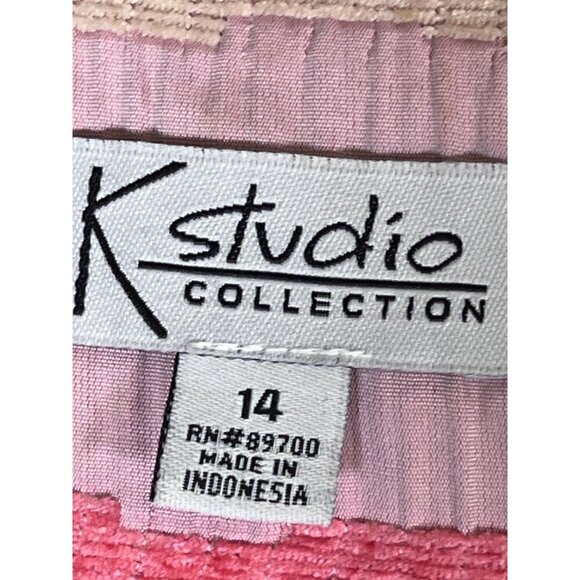 K studio
COLLECTION
14
RN#89700
MADE IN
INDONESIA